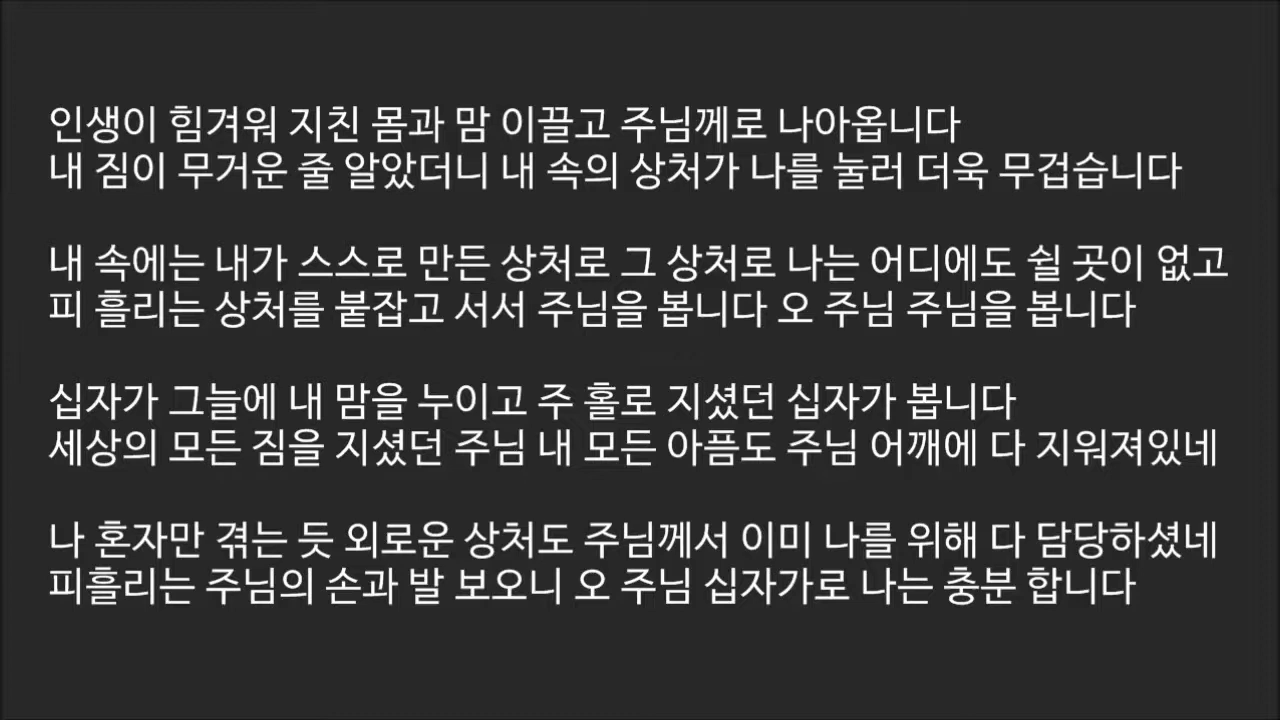 인생이 힘겨워 지친 몸과 맘 이끌고 주님께로 나아옵니다
내 짐이 무거운 줄 알았더니 내 속의 상처가 나를 눌러 더욱 무겁습니다
내 속에는 내가 스스로 만든 상처로 그 상처로 나는 어디에도 쉴 곳이 없고
피 흘리는 상처를 붙잡고 서서 주님을 봅니다 오 주님 주님을 봅니다
십자가 그늘에 내 맘을 누이고 주 홀로 지셨던 십자가 봅니다
세상의 모든 짐을 지셨던 주님 내 모든 아픔도 주님 어깨에 다 지워져있네
나 혼자만 겪는 듯 외로운 상처도 주님께서 이미 나를 위해 다 담당하셨네
피흘리는 주님의 손과 발 보오니 오 주님 십자가로 나는 충분 합니다